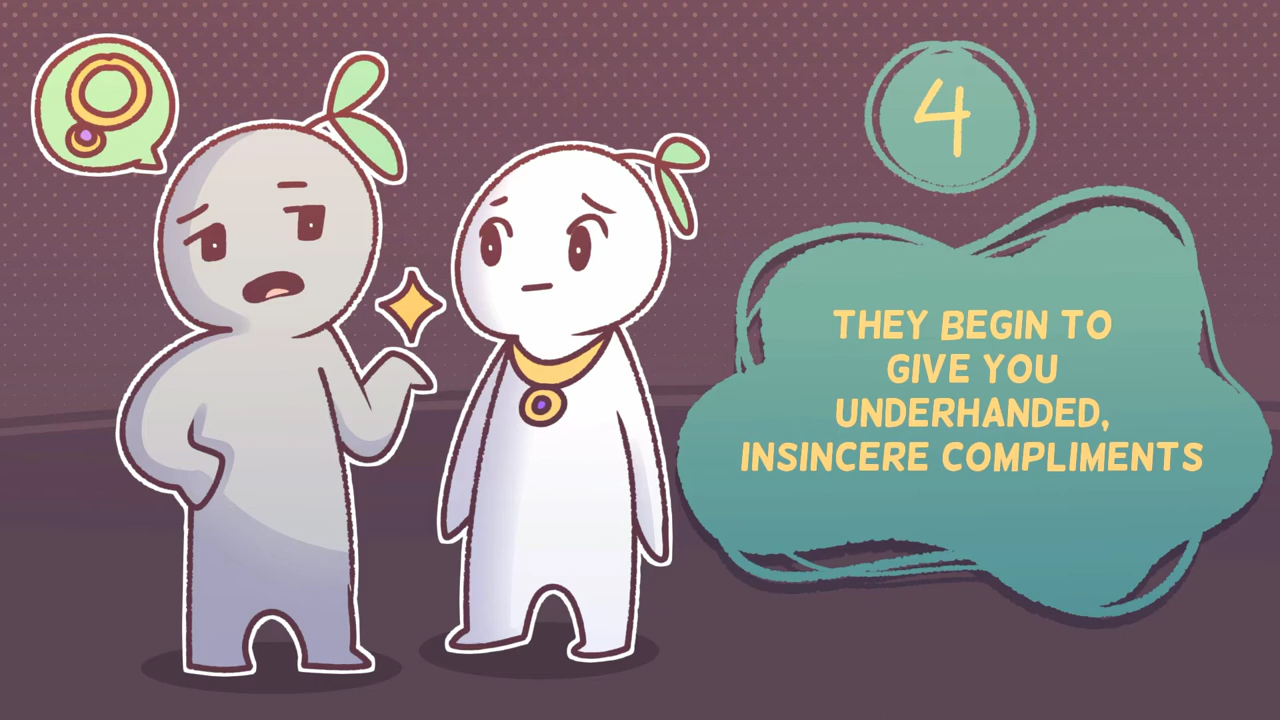 4
THEY BEGIN TO
GIVE YOU
UNDERHANDED,
INSINCERE COMPLIMENTS